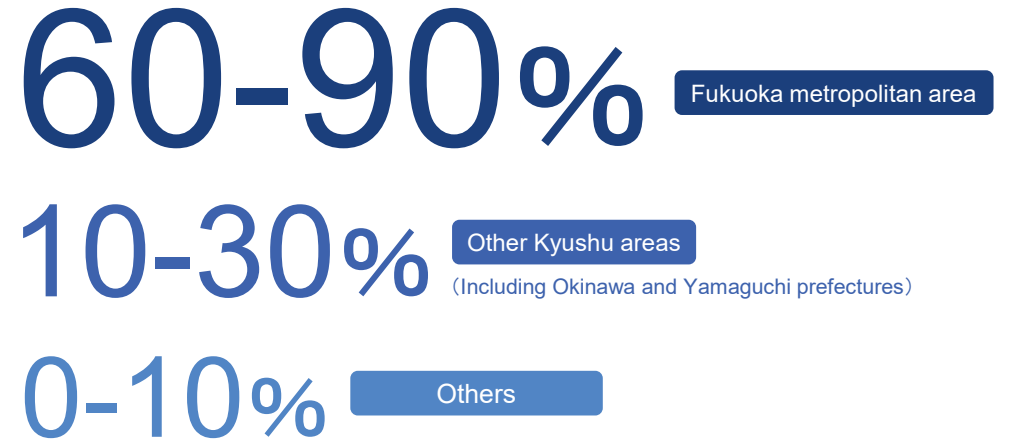 60-90% Fukuoka metropolitan area
10-30% Other Kyushu areas
（Including Okinawa and Yamaguchi prefectures）
0-10% Others